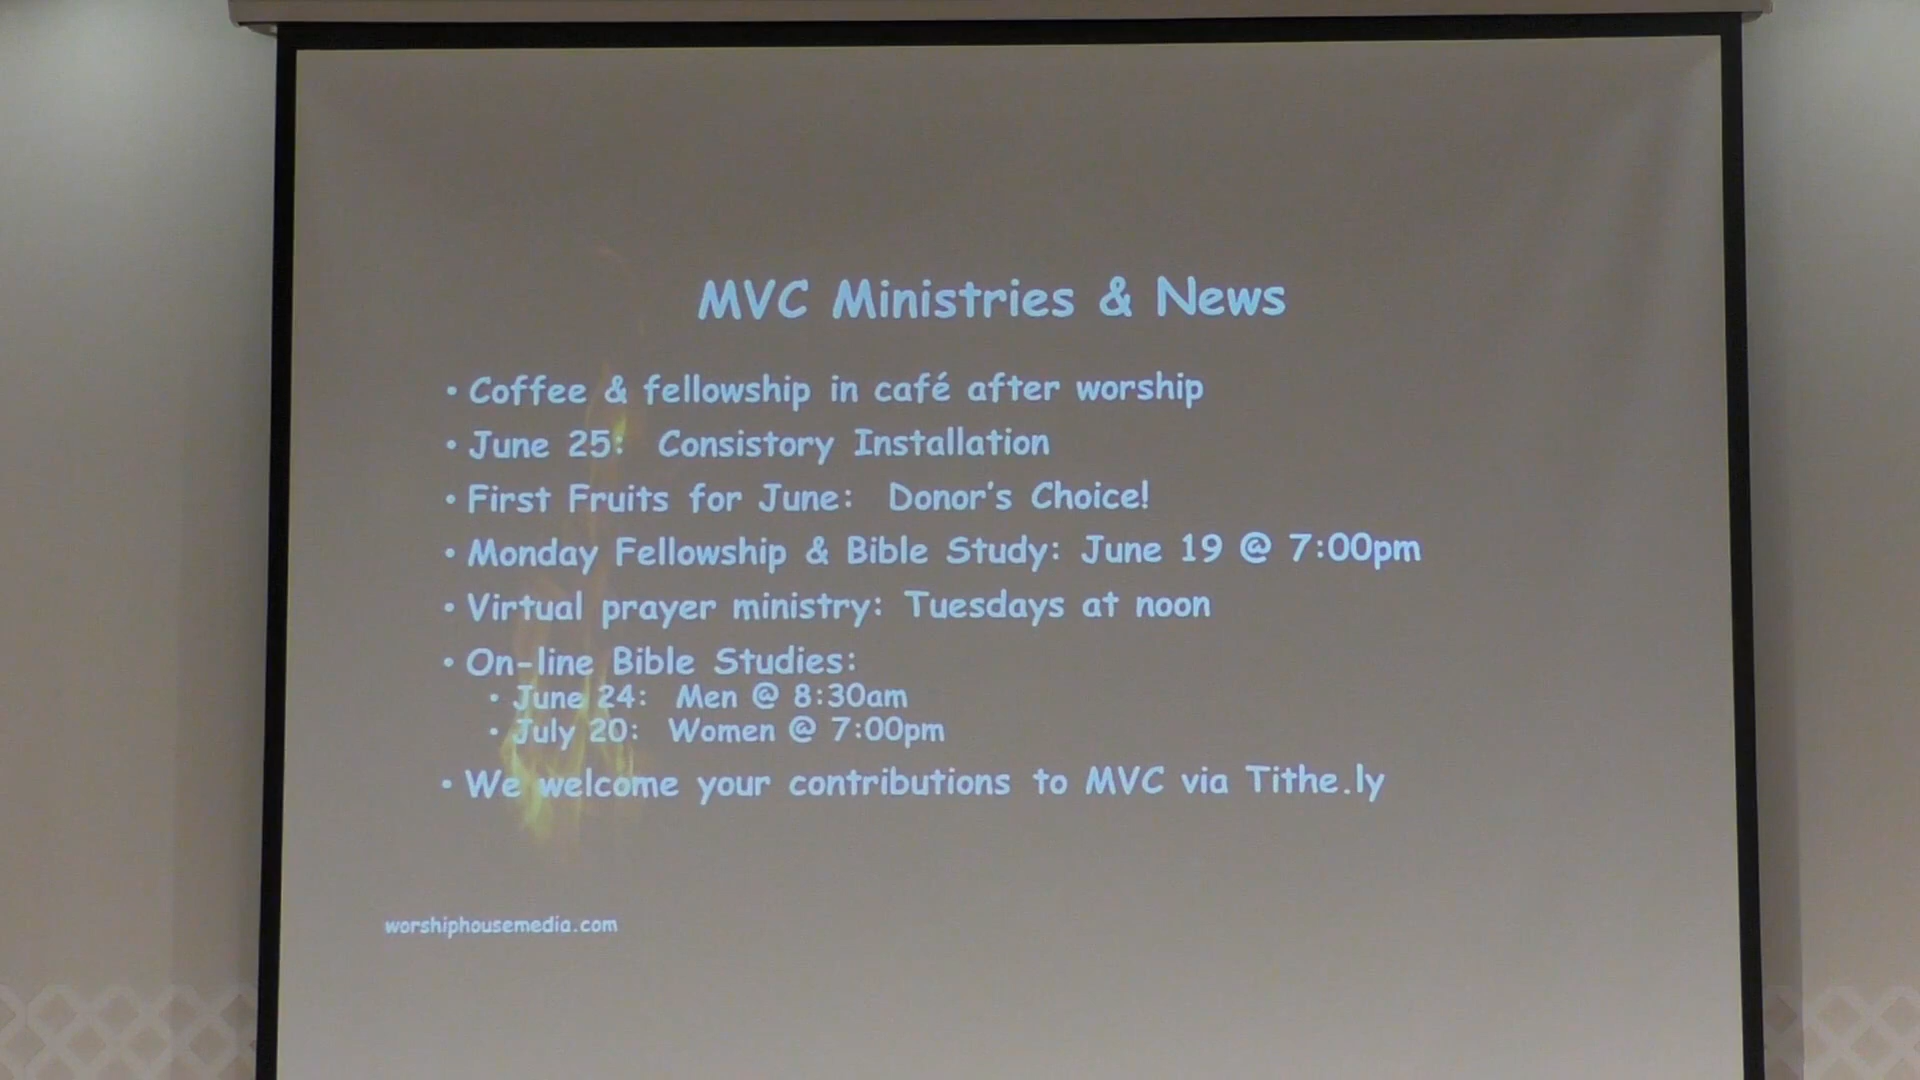 MVC Ministries & News
• Coffee & fellowship in café after worship
• June 25:  Consistory Installation
• First Fruits for June:  Donor's Choice!
• Monday Fellowship & Bible Study: June 19 @ 7:00pm
• Virtual prayer ministry: Tuesdays at noon
• On-line Bible Studies:
• June 24:  Men @ 8:30am
• July 20:  Women @ 7:00pm
• We welcome your contributions to MVC via Tithe.ly
worshiphousemedia.com